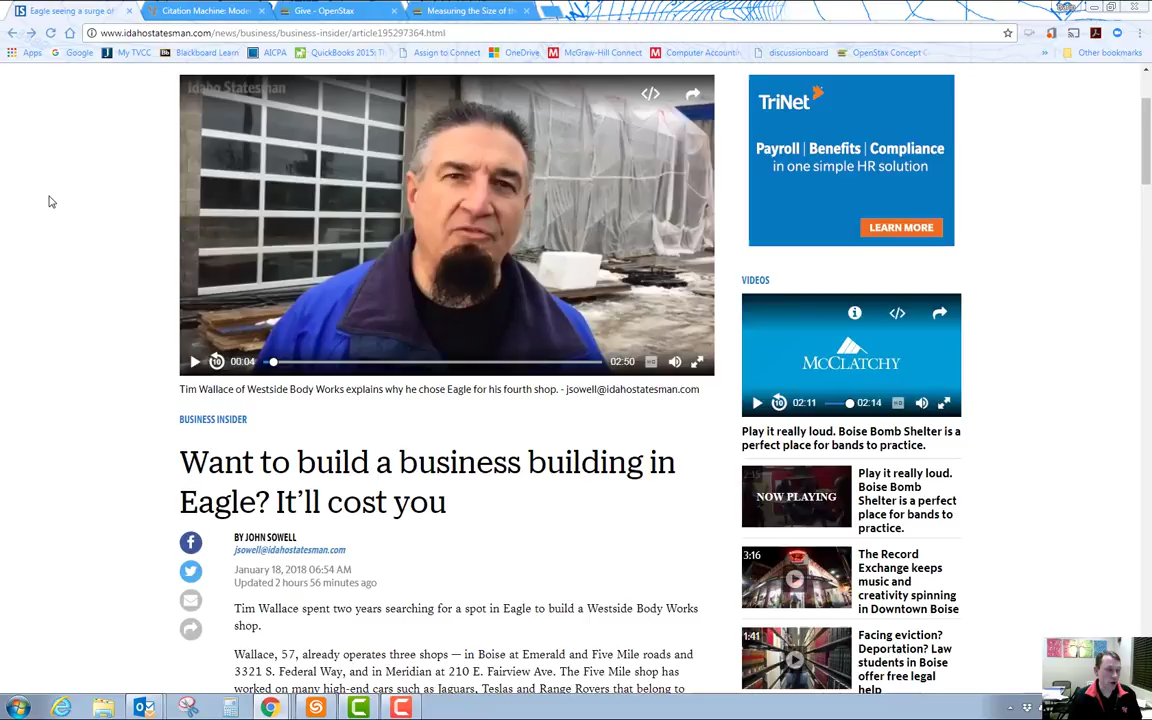 Eagle seeing a surge of
Citation Machine: Mode
Give - OpenStax
Measuring the Size of th
www.idahostatesman.com/news/business/business-insider/article195297364.html
Apps
Google
My TVCC
Blackboard Learn
AICPA
QuickBooks 2015:
Assign to Connect
OneDrive
McGraw-Hill Connect
Computer Accountin
discussionboard
OpenStax Concept
Other bookmarks
Idaho Statesman
10
00:04
02:50
HD
Tim Wallace of Westside Body Works explains why he chose Eagle for his fourth shop. - jsowell@idahostatesman.com
BUSINESS INSIDER
Want to build a business building in
Eagle? It’ll cost you
BY JOHN SOWELL
jsowell@idahostatesman.com
January 18, 2018 06:54 AM
Updated 2 hours 56 minutes ago
Tim Wallace spent two years searching for a spot in Eagle to build a Westside Body Works
shop.
Wallace, 57, already operates three shops — in Boise at Emerald and Five Mile roads and
3321 S. Federal Way, and in Meridian at 210 E. Fairview Ave. The Five Mile shop has
worked on many high-end cars such as Jaguars, Teslas and Range Rovers that belong to
TriNet
Payroll | Benefits | Compliance
in one simple HR solution
LEARN MORE
VIDEOS
McCLATCHY
10
02:11
02:14
HD
Play it really loud. Boise Bomb Shelter is a
perfect place for bands to practice.
2:15
NOW PLAYING
Play it really loud.
Boise Bomb
Shelter is a perfect
place for bands to
practice.
3:16
The Record
Exchange keeps
music and
creativity spinning
in Downtown Boise
1:41
Facing eviction?
Deportation? Law
students in Boise
offer free legal
help